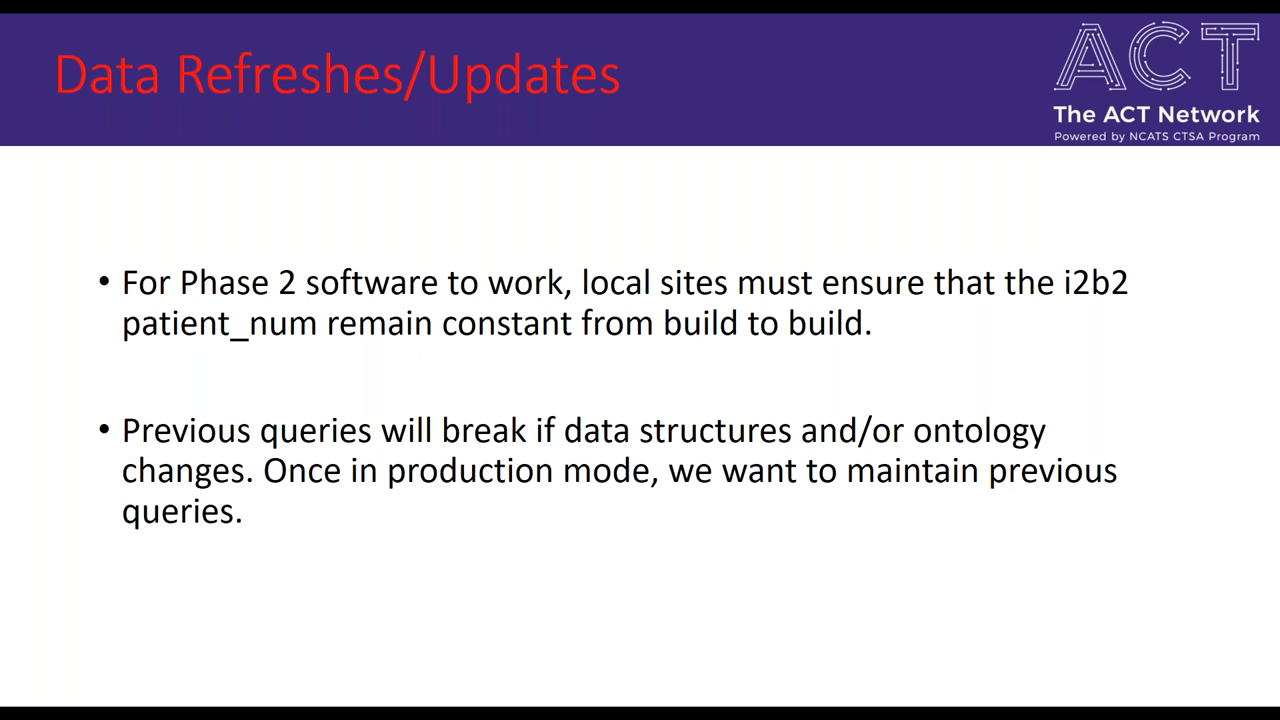 Data Refreshes/Updates
ACT
The ACT Network
Powered by NCATS CTSA Program
• For Phase 2 software to work, local sites must ensure that the i2b2
patient_num remain constant from build to build.
• Previous queries will break if data structures and/or ontology
changes. Once in production mode, we want to maintain previous
queries.